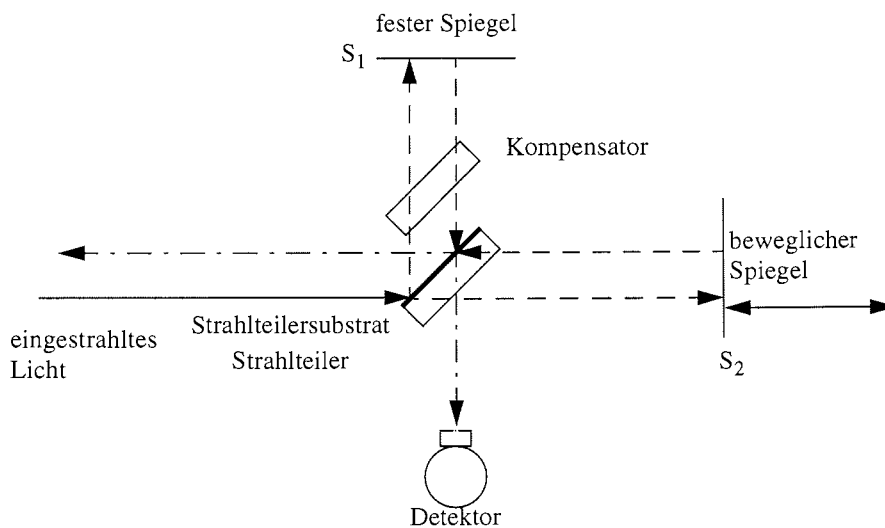 fester Spiegel
S1
Kompensator
beweglicher
Spiegel
Strahlteilersubstrat
eingestrahltes
Licht
Strahlteiler
S2
Detektor